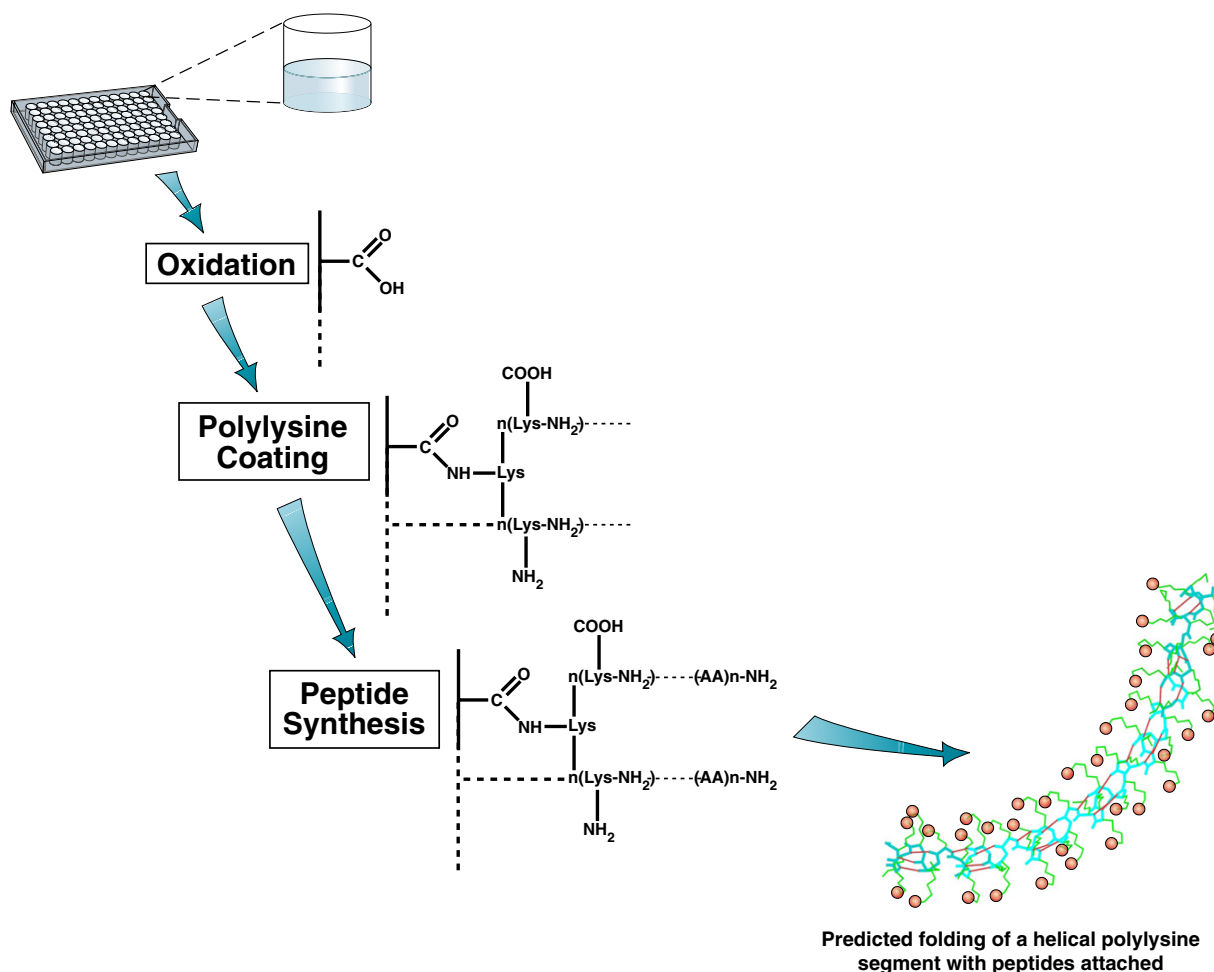 Oxidation
O
C
OH
Polylysine
Coating
COOH
O
n(Lys-NH2)
C
NH
Lys
n(Lys-NH2)
NH2
Peptide
Synthesis
COOH
O
n(Lys-NH2) (AA)n-NH2
C
NH
Lys
n(Lys-NH2) (AA)n-NH2
NH2
Predicted folding of a helical polylysine
segment with peptides attached